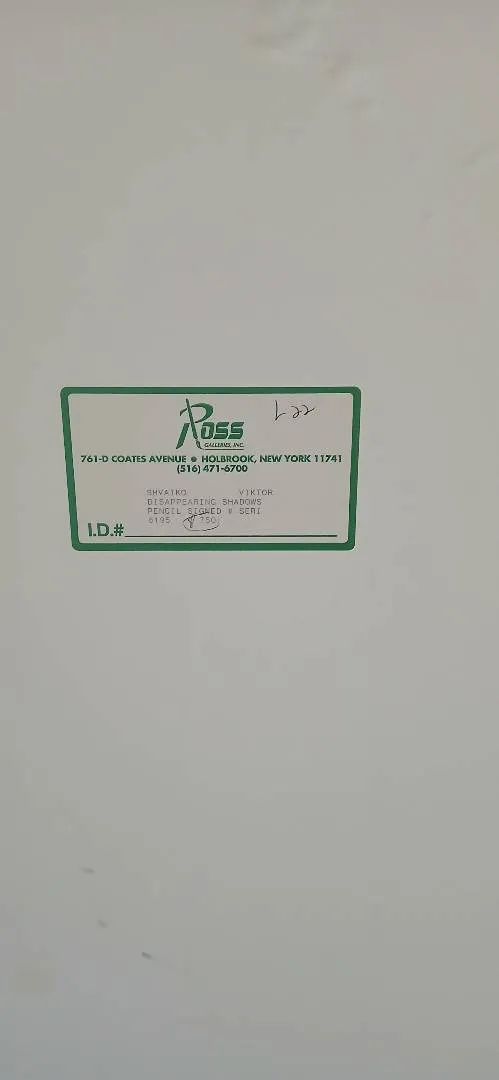 Ross
GALLERIES, INC.
L22
761-D COATES AVENUE ● HOLBROOK, NEW YORK 11741
(516) 471-6700
SHVAIKO VIKTOR
DISAPPEARING SHADOWS
PENCIL SIGNED # SERI
6195 750
I.D.#